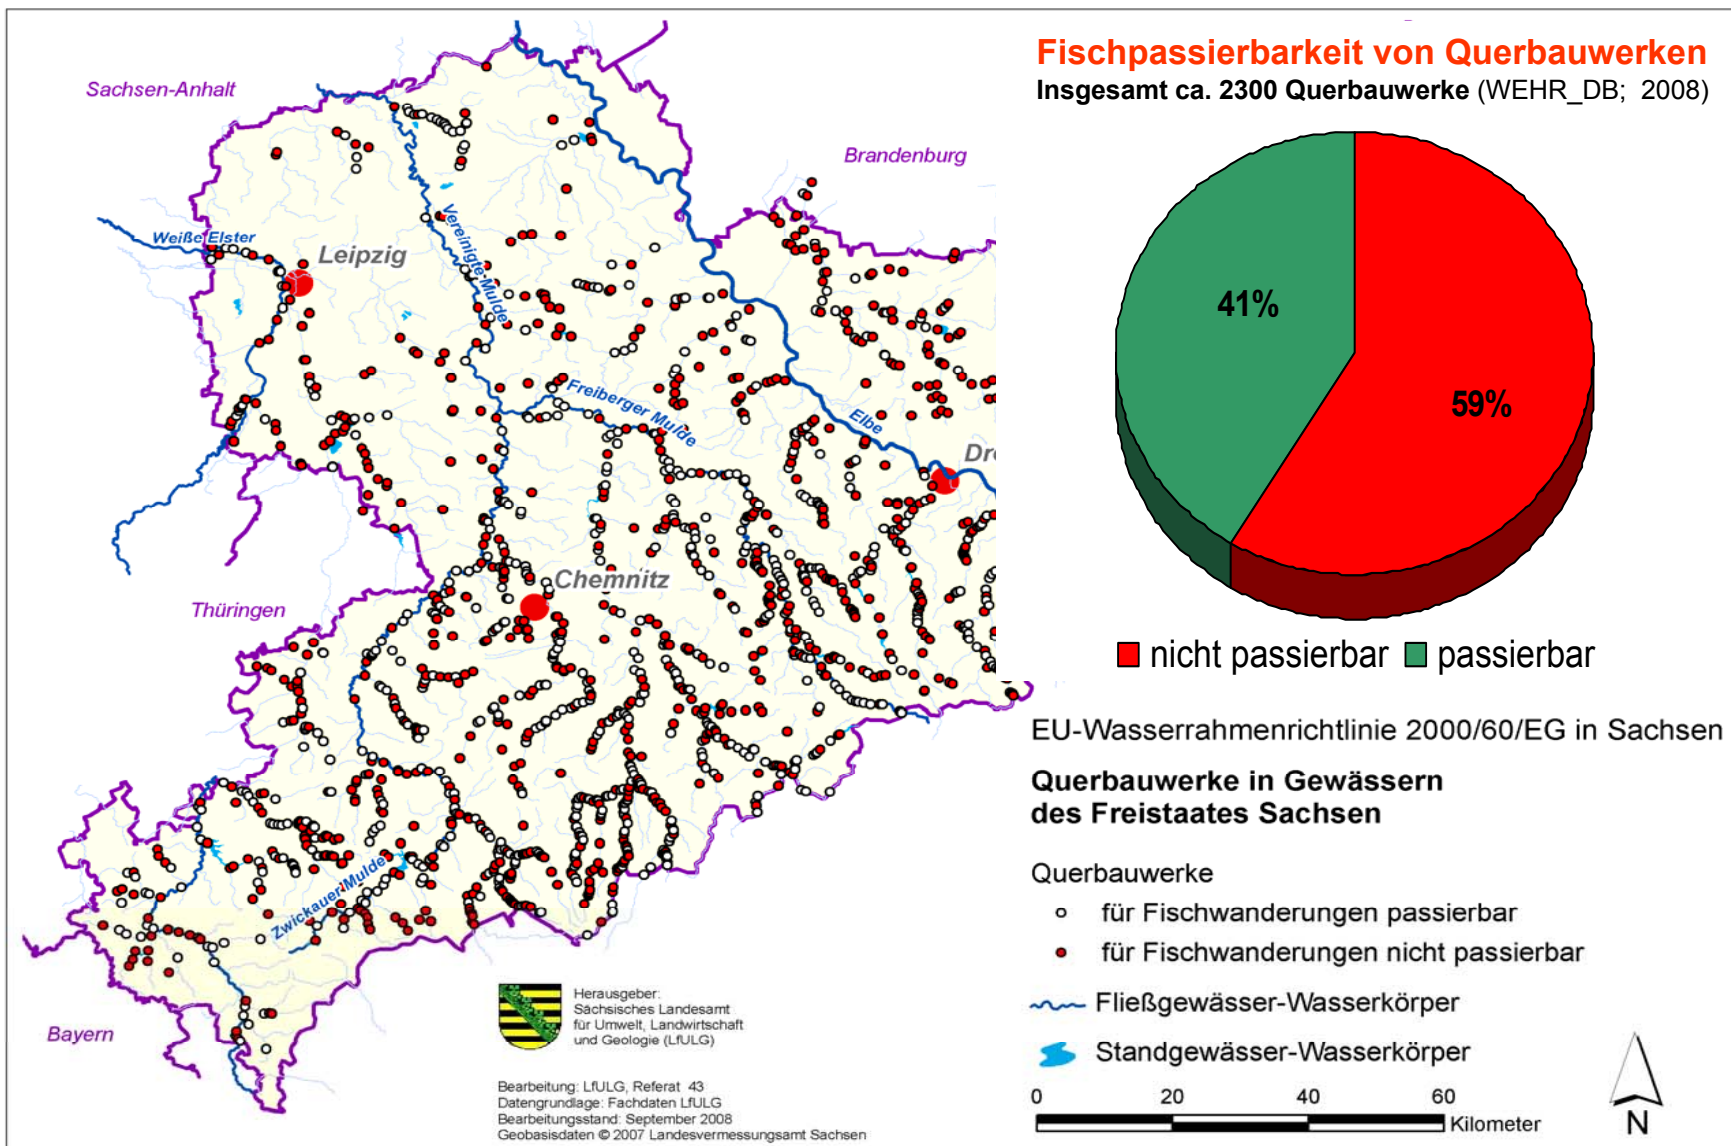 Fischpassierbarkeit von Querbauwerken
Insgesamt ca. 2300 Querbauwerke (WEHR_DB; 2008)
41%
59%
nicht passierbar
passierbar
Sachsen-Anhalt
Brandenburg
Weiße Elster
Leipzig
Vereinigte Mulde
Freiberger Mulde
Elbe
Dre
Chemnitz
Thüringen
Zwickauer Mulde
Bayern
EU-Wasserrahmenrichtlinie 2000/60/EG in Sachsen
Querbauwerke in Gewässern
des Freistaates Sachsen
Querbauwerke
für Fischwanderungen passierbar
für Fischwanderungen nicht passierbar
Fließgewässer-Wasserkörper
Standgewässer-Wasserkörper
0 20 40 60
Kilometer
N
Herausgeber:
Sächsisches Landesamt
für Umwelt, Landwirtschaft
und Geologie (LfULG)
Bearbeitung: LfULG, Referat 43
Datengrundlage: Fachdaten LfULG
Bearbeitungsstand: September 2008
Geobasisdaten © 2007 Landesvermessungsamt Sachsen